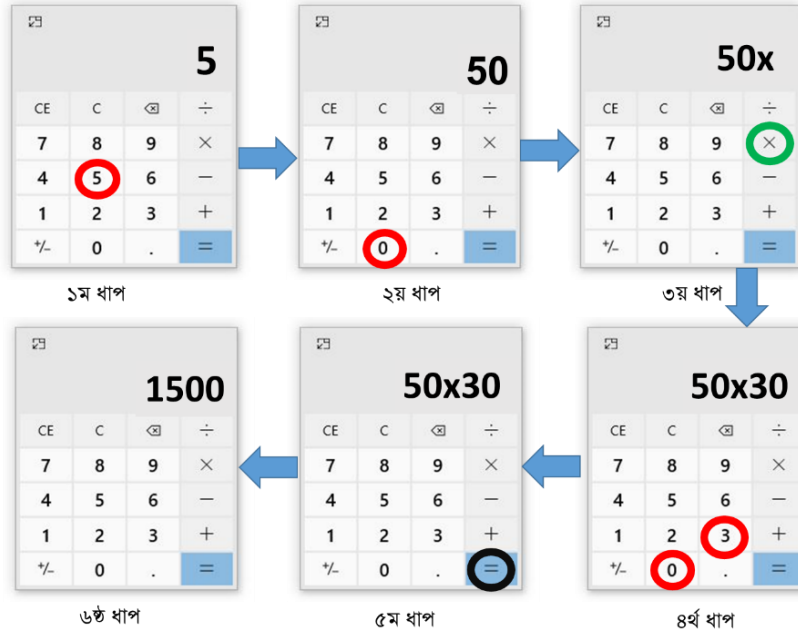 5
CE C ÷
7 8 9 ×
4 5 6 −
1 2 3 +
+/− 0 . =
১ম ধাপ
50
CE C ÷
7 8 9 ×
4 5 6 −
1 2 3 +
+/− 0 . =
২য় ধাপ
50x
CE C ÷
7 8 9 ×
4 5 6 −
1 2 3 +
+/− 0 . =
৩য় ধাপ
50x30
CE C ÷
7 8 9 ×
4 5 6 −
1 2 3 +
+/− 0 . =
৪র্থ ধাপ
50x30
CE C ÷
7 8 9 ×
4 5 6 −
1 2 3 +
+/− 0 . =
৫ম ধাপ
1500
CE C ÷
7 8 9 ×
4 5 6 −
1 2 3 +
+/− 0 . =
৬ষ্ঠ ধাপ